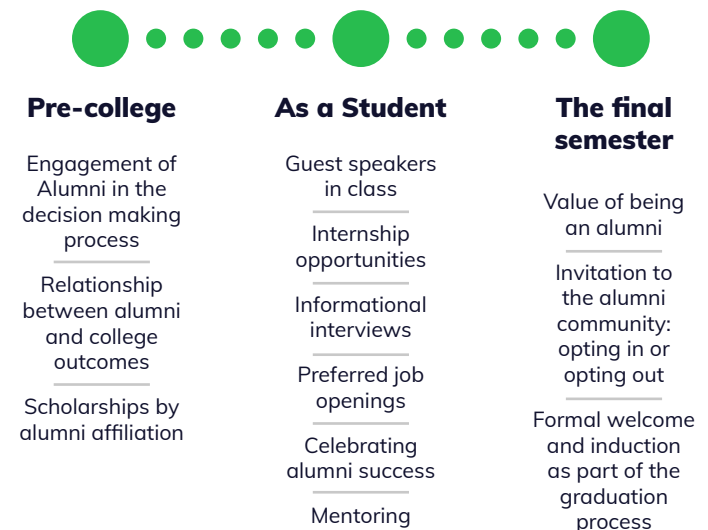 Pre-college
Engagement of
Alumni in the
decision making
process
Relationship
between alumni
and college
outcomes
Scholarships by
alumni affiliation
As a Student
Guest speakers
in class
Internship
opportunities
Informational
interviews
Preferred job
openings
Celebrating
alumni success
Mentoring
The final
semester
Value of being
an alumni
Invitation to
the alumni
community:
opting in or
opting out
Formal welcome
and induction
as part of the
graduation
process